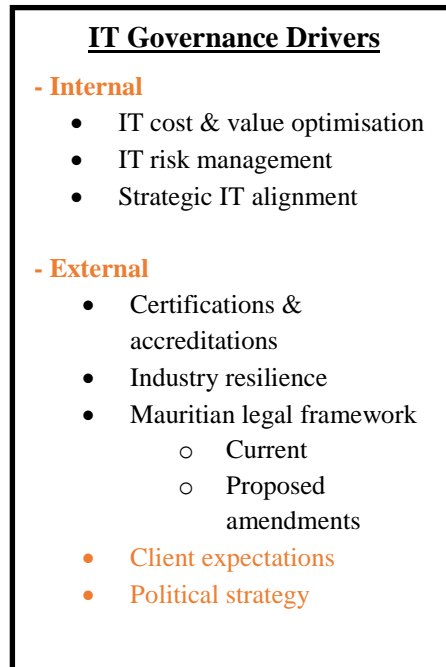 IT Governance Drivers
- Internal
• IT cost & value optimisation
• IT risk management
• Strategic IT alignment
- External
• Certifications &
accreditations
• Industry resilience
• Mauritian legal framework
o Current
o Proposed
amendments
• Client expectations
• Political strategy